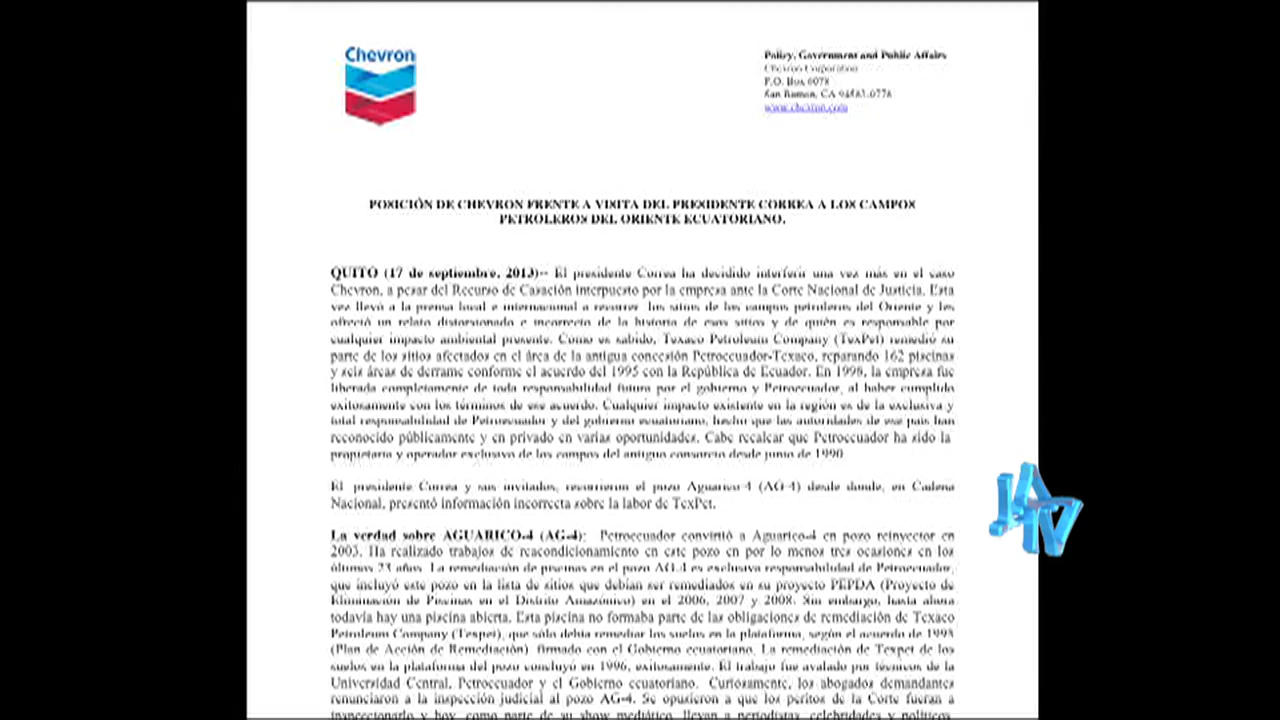 Chevron
Policy, Government and Public Affairs
Chevron Corporation
P.O. Box 6078
San Ramon, CA 94583-0778
www.chevron.com
POSICIÓN DE CHEVRON FRENTE A VISITA DEL PRESIDENTE CORREA A LOS CAMPOS
PETROLEROS DEL ORIENTE ECUATORIANO.
QUITO (17 de septiembre, 2013)-- El presidente Correa ha decidido interferir una vez más en el caso
Chevron, a pesar del Recurso de Casación interpuesto por la empresa ante la Corte Nacional de Justicia. Esta
vez llevó a la prensa local e internacional a recorrer los sitios de los campos petroleros del Oriente y les
ofreció un relato distorsionado e incorrecto de la historia de esos sitios y de quién es responsable por
cualquier impacto ambiental presente. Como es sabido, Texaco Petroleum Company (TexPet) remedió su
parte de los sitios afectados en el área de la antigua concesión Petroecuador-Texaco, reparando 162 piscinas
y seis áreas de derrame conforme el acuerdo del 1995 con la República de Ecuador. En 1998, la empresa fue
liberada completamente de toda responsabilidad futura por el gobierno y Petroecuador, al haber cumplido
exitosamente con los términos de ese acuerdo. Cualquier impacto existente en la región es de la exclusiva y
total responsabilidad de Petroecuador y del gobierno ecuatoriano, hecho que las autoridades de ese país han
reconocido públicamente y en privado en varias oportunidades. Cabe recalcar que Petroecuador ha sido la
propietaria y operador exclusivo de los campos del antiguo consorcio desde junio de 1990
El presidente Correa y sus invitados, recorrieron el pozo Aguarico-4 (AG-4) desde donde, en Cadena
Nacional, presentó información incorrecta sobre la labor de TexPet.
La verdad sobre AGUARICO-4 (AG-4): Petroecuador convirtió a Aguarico-4 en pozo reinyector en
2003. Ha realizado trabajos de reacondicionamiento en este pozo en por lo menos tres ocasiones en los
últimos 23 años. La remediación de piscinas en el pozo AG-4 es exclusiva responsabilidad de Petroecuador,
que incluyó este pozo en la lista de sitios que debían ser remediados en su proyecto PEPDA (Proyecto de
Eliminación de Piscinas en el Distrito Amazónico) en el 2006, 2007 y 2008. Sin embargo, hasta ahora
todavía hay una piscina abierta. Esta piscina no formaba parte de las obligaciones de remediación de Texaco
Petroleum Company (Texpet), que sólo debía remediar los suelos en la plataforma, según el acuerdo de 1995
(Plan de Acción de Remediación) firmado con el Gobierno ecuatoriano. La remediación de Texpet de los
suelos en la plataforma del pozo concluyó en 1996, exitosamente. El trabajo fue avalado por técnicos de la
Universidad Central, Petroecuador y el Gobierno ecuatoriano. Curiosamente, los abogados demandantes
renunciaron a la inspección judicial al pozo AG-4. Se opusieron a que los peritos de la Corte fueran a
inspeccionarlo y hoy, como parte de su show mediático, llevan a periodistas, celebridades y políticos,